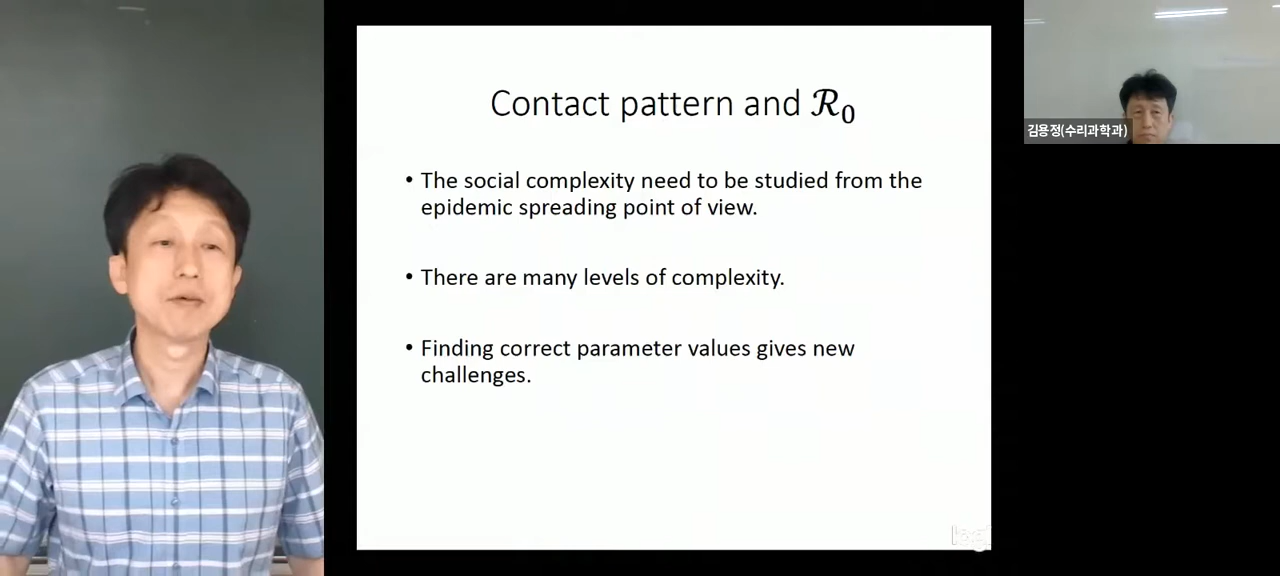 Contact pattern and ℛ₀
• The social complexity need to be studied from the
epidemic spreading point of view.
• There are many levels of complexity.
• Finding correct parameter values gives new
challenges.
김용정(수리과학과)